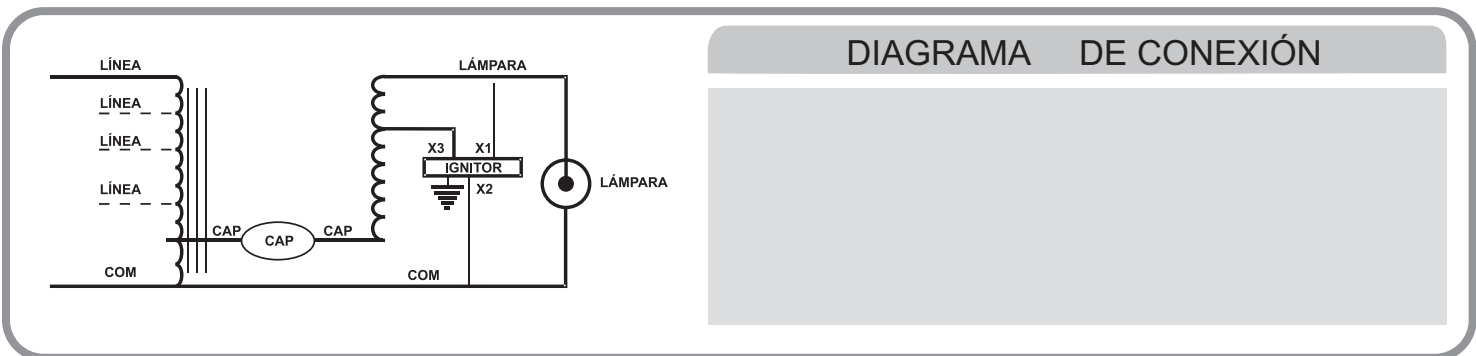 DIAGRAMA DE CONEXIÓN
LÍNEA
LÁMPARA
LÍNEA
LÍNEA
X3 X1
IGNITOR
LÍNEA
X2
LÁMPARA
CAP
CAP
CAP
COM
COM